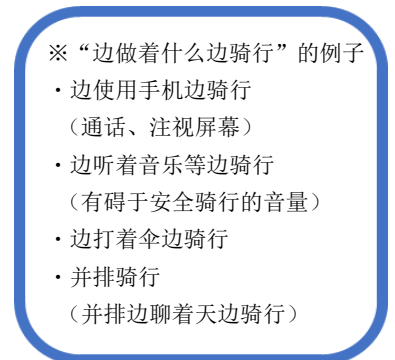 ※“边做着什么边骑行”的例子
・边使用手机边骑行
（通话、注视屏幕）
・边听着音乐等边骑行
（有碍于安全骑行的音量）
・边打着伞边骑行
・并排骑行
（并排边聊着天边骑行）